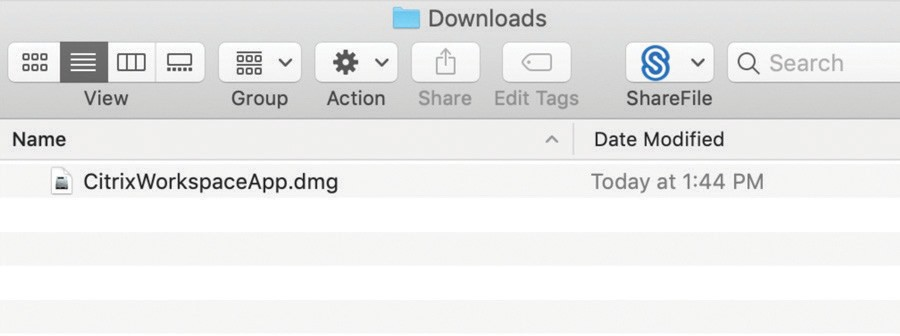 Downloads
Search
View Group Action Share Edit Tags ShareFile
Name Date Modified
CitrixWorkspaceApp.dmg Today at 1:44 PM